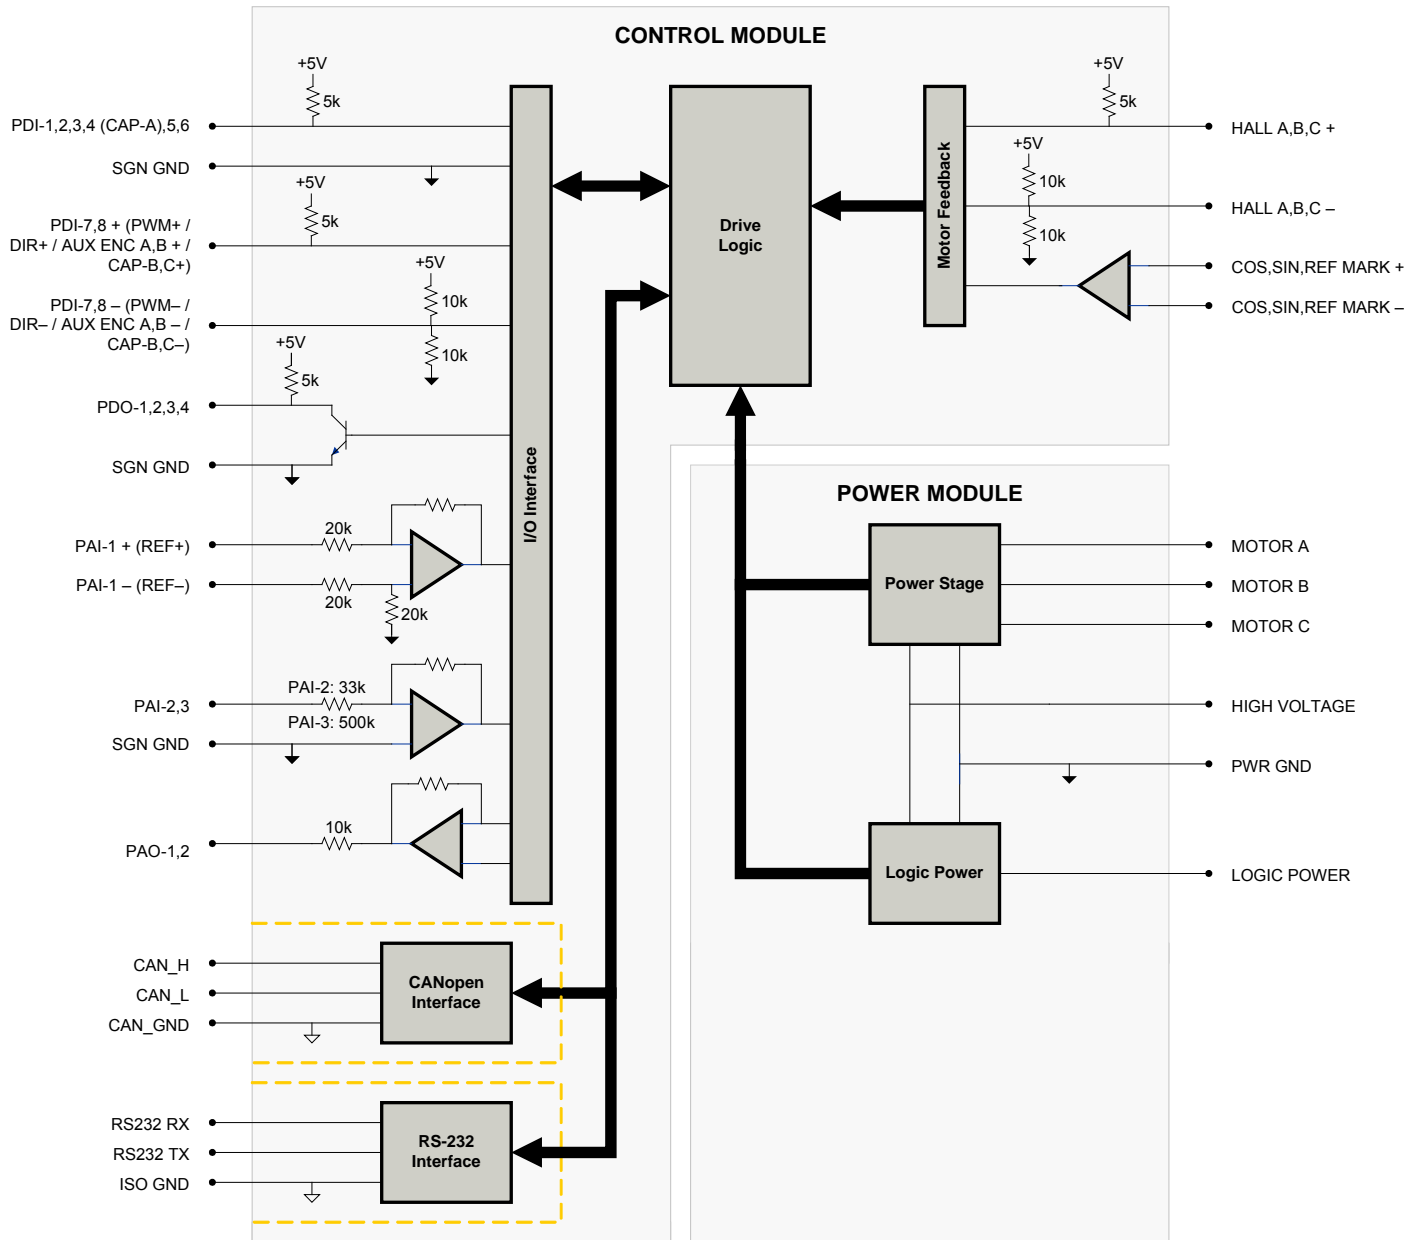 CONTROL MODULE
+5V
5k
PDI-1,2,3,4 (CAP-A),5,6
SGN GND
+5V
5k
PDI-7,8 + (PWM+ /
DIR+ / AUX ENC A,B + /
CAP-B,C+)
+5V
10k
PDI-7,8 – (PWM– /
DIR– / AUX ENC A,B – /
CAP-B,C–)
10k
+5V
5k
PDO-1,2,3,4
SGN GND
20k
PAI-1 + (REF+)
PAI-1 – (REF–)
20k
20k
PAI-2: 33k
PAI-2,3
PAI-3: 500k
SGN GND
10k
PAO-1,2
I/O Interface
CAN_H
CAN_L
CAN_GND
CANopen
Interface
RS232 RX
RS232 TX
ISO GND
RS-232
Interface
Drive
Logic
Motor Feedback
+5V
5k
HALL A,B,C +
+5V
10k
HALL A,B,C –
10k
COS,SIN,REF MARK +
COS,SIN,REF MARK –
POWER MODULE
Power Stage
MOTOR A
MOTOR B
MOTOR C
HIGH VOLTAGE
PWR GND
Logic Power
LOGIC POWER